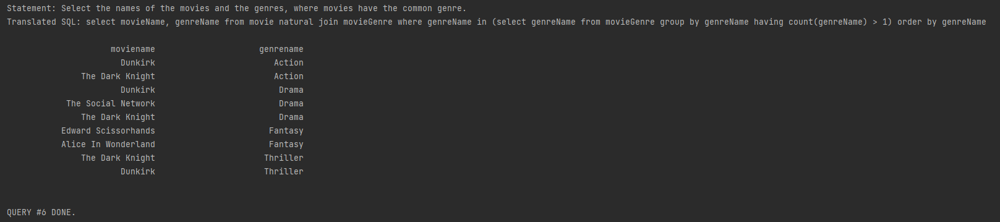 Statement: Select the names of the movies and the genres, where movies have the common genre.
Translated SQL: select movieName, genreName from movie natural join movieGenre where genreName in (select genreName from movieGenre group by genreName having count(genreName) > 1) order by genreName
moviename genrename
Dunkirk Action
The Dark Knight Action
Dunkirk Drama
The Social Network Drama
The Dark Knight Drama
Edward Scissorhands Fantasy
Alice In Wonderland Fantasy
The Dark Knight Thriller
Dunkirk Thriller
QUERY #6 DONE.